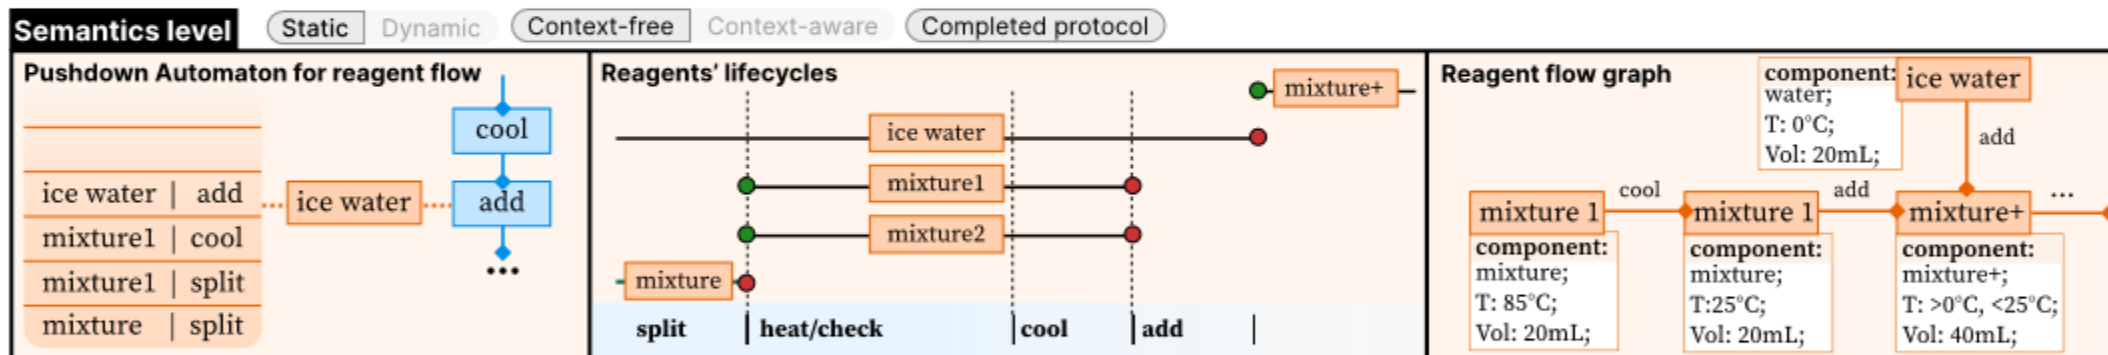 Semantics level
Static Dynamic
Context-free Context-aware
Completed protocol
Pushdown Automaton for reagent flow
ice water | add
mixture1 | cool
mixture1 | split
mixture | split
ice water
cool
add
...
Reagents' lifecycles
mixture+
ice water
mixture1
mixture2
mixture
split | heat/check | cool | add |
Reagent flow graph
component:
water;
T: 0°C;
Vol: 20mL;
ice water
add
cool
add
...
mixture 1
component:
mixture;
T: 85°C;
Vol: 20mL;
mixture 1
component:
mixture;
T:25°C;
Vol: 20mL;
mixture+
component:
mixture+;
T: >0°C, <25°C;
Vol: 40mL;